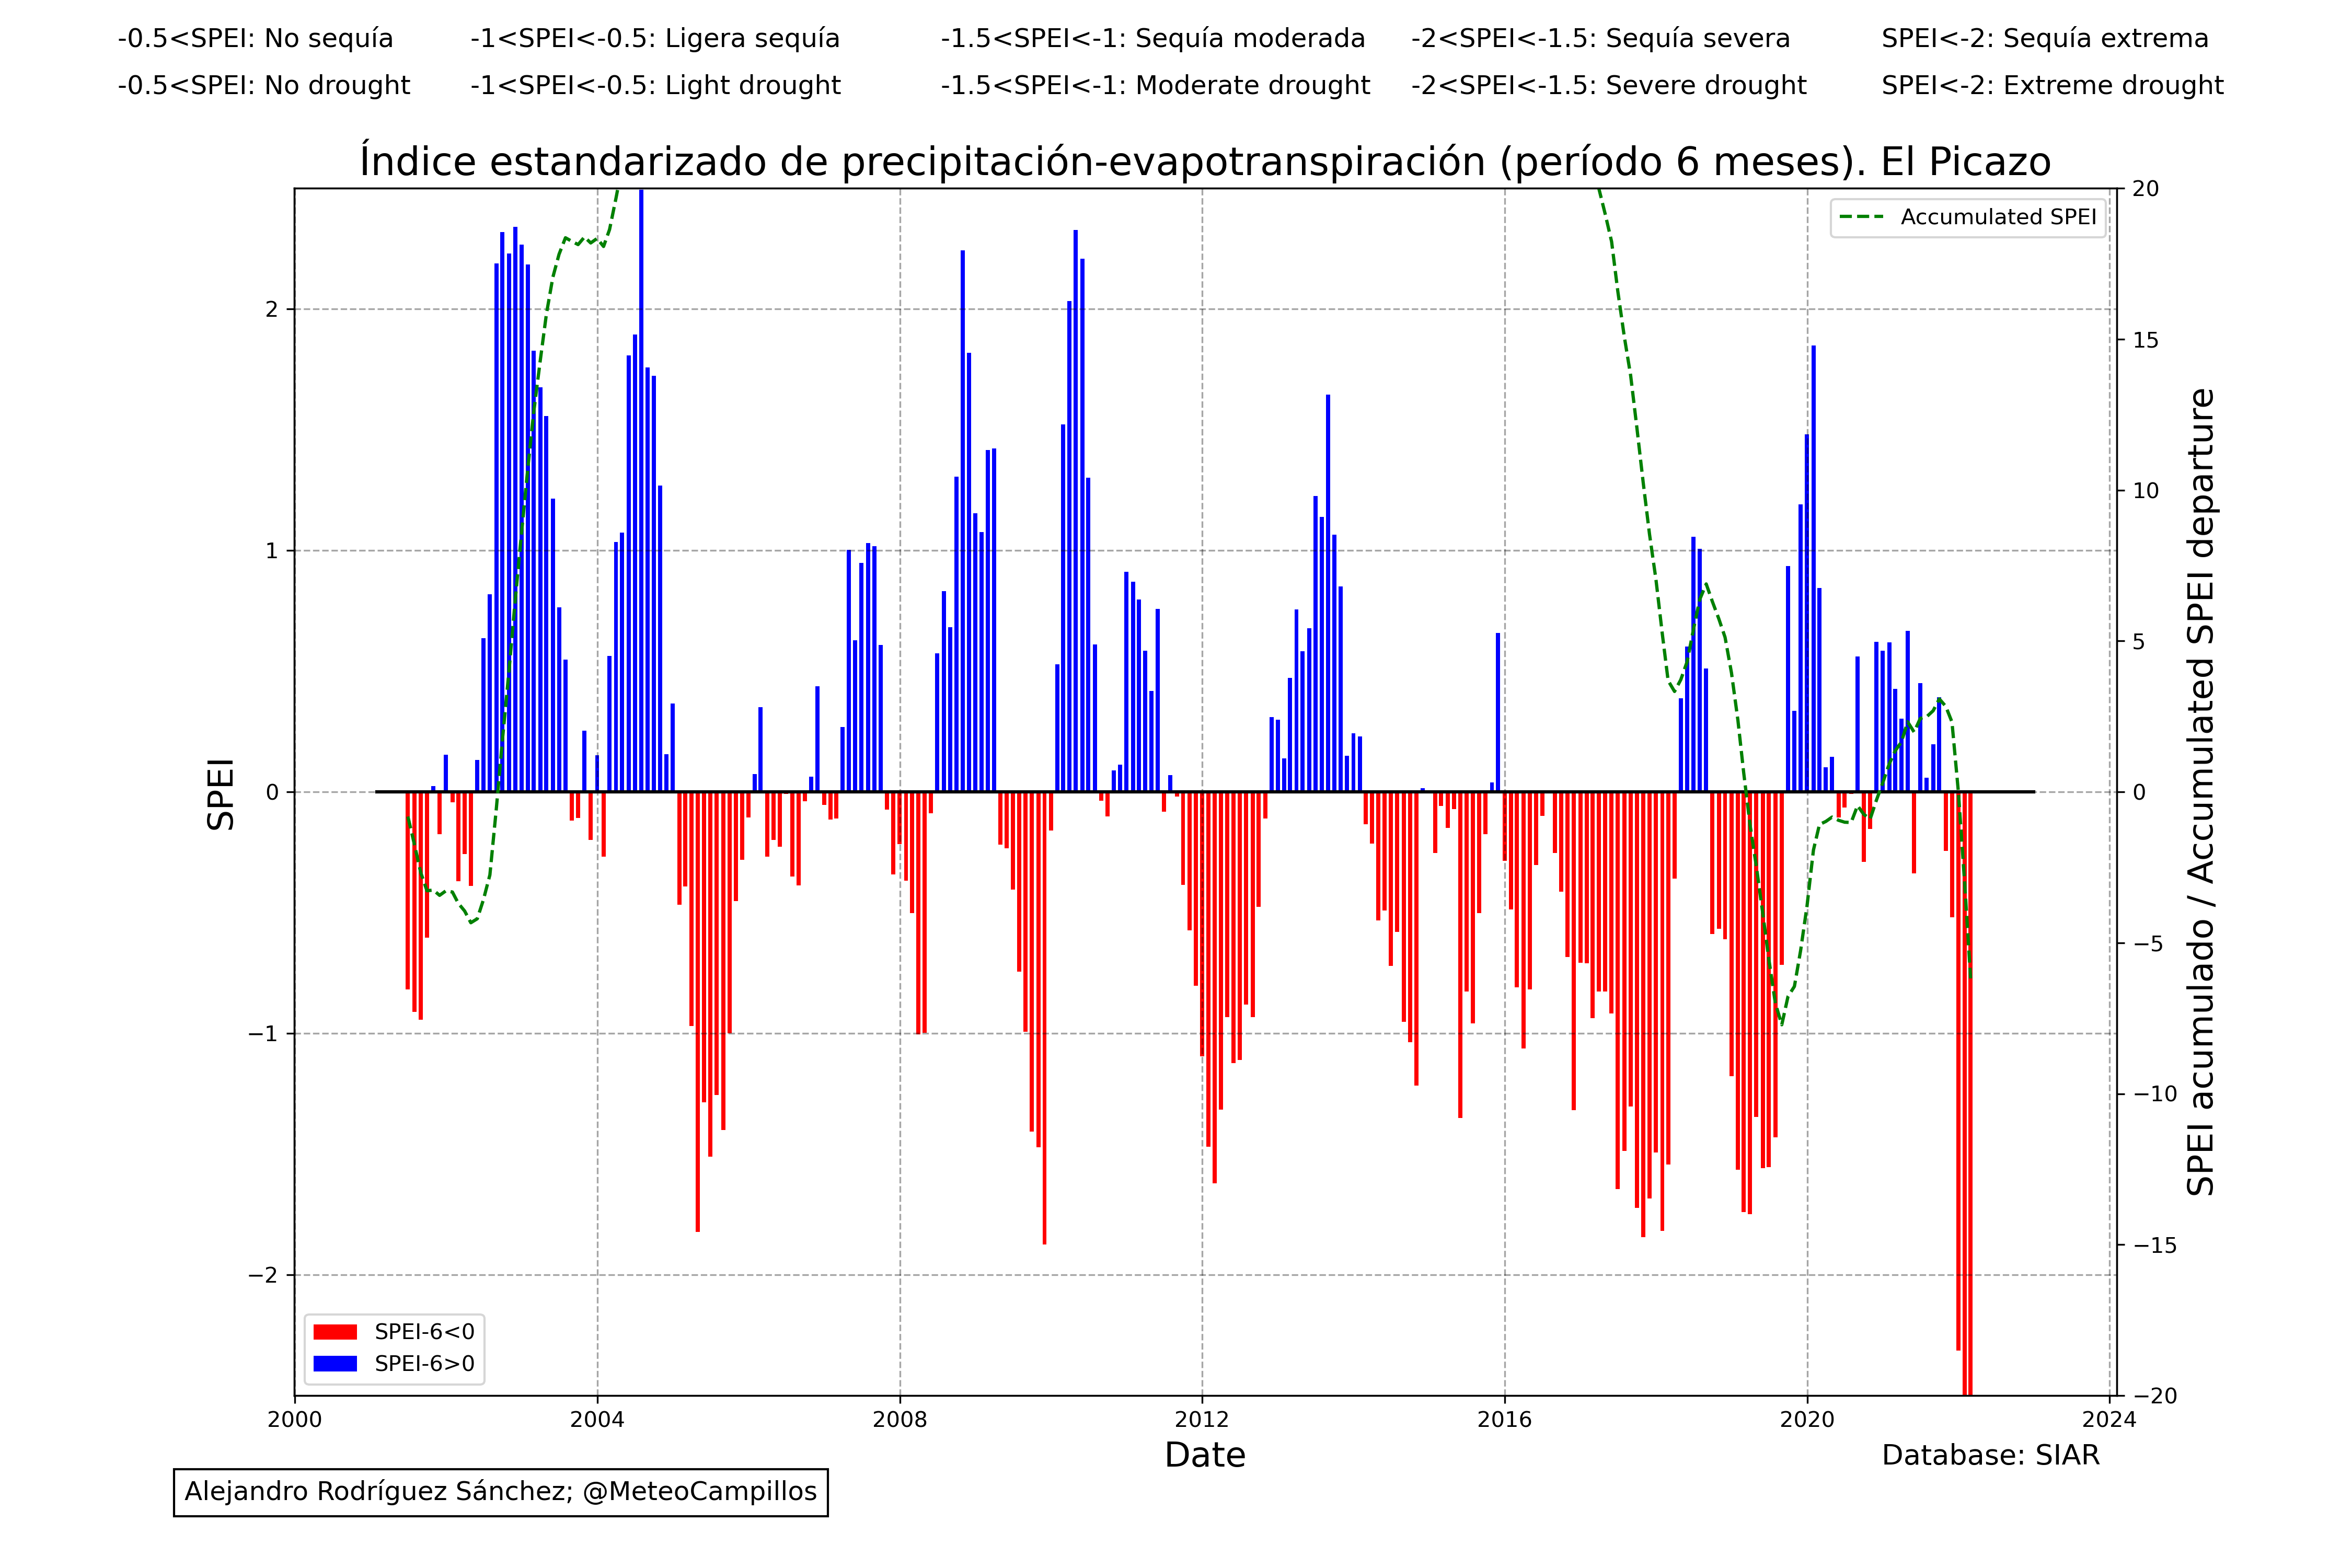 -0.5<SPEI: No sequía
-1<SPEI<-0.5: Ligera sequía
-1.5<SPEI<-1: Sequía moderada
-2<SPEI<-1.5: Sequía severa
SPEI<-2: Sequía extrema
-0.5<SPEI: No drought
-1<SPEI<-0.5: Light drought
-1.5<SPEI<-1: Moderate drought
-2<SPEI<-1.5: Severe drought
SPEI<-2: Extreme drought
Índice estandarizado de precipitación-evapotranspiración (período 6 meses). El Picazo
Accumulated SPEI
SPEI
2
1
0
−1
−2
20
15
10
5
0
−5
−10
−15
−20
SPEI acumulado / Accumulated SPEI departure
SPEI-6<0
SPEI-6>0
2000
2004
2008
2012
2016
2020
2024
Date
Database: SIAR
Alejandro Rodríguez Sánchez; @MeteoCampillos